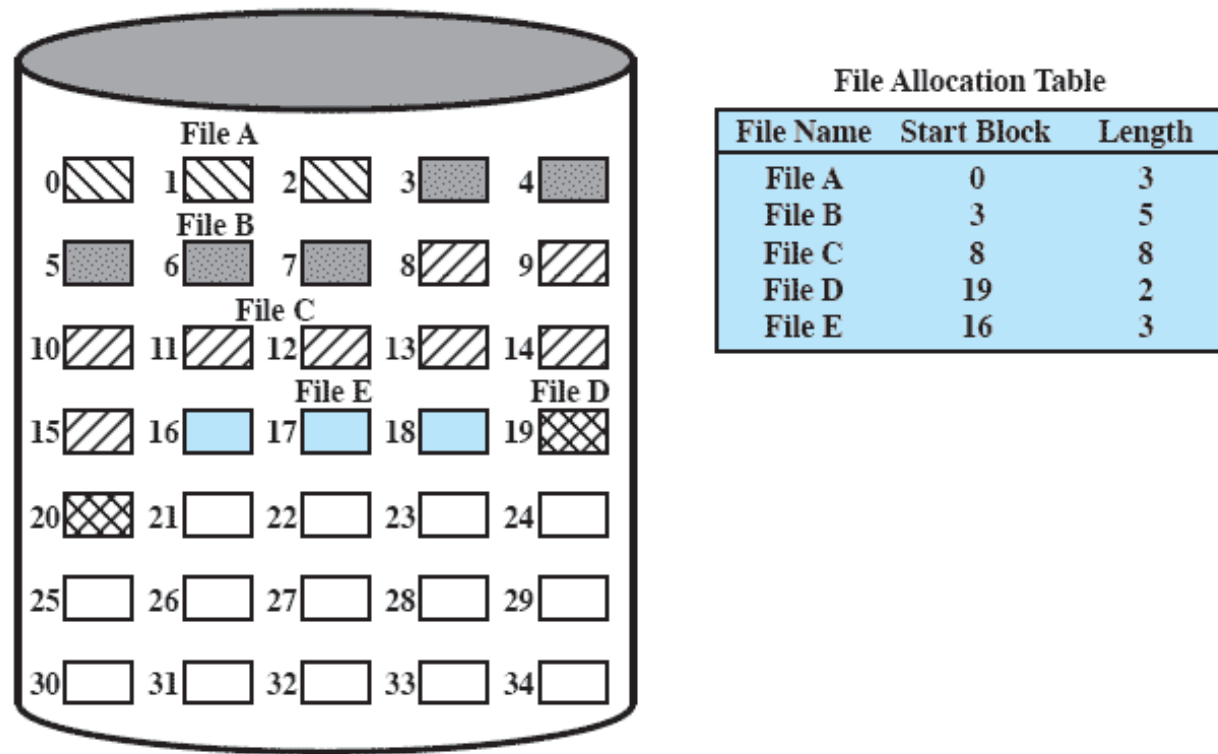 File A
0 1 2 3 4
File B
5 6 7 8 9
File C
10 11 12 13 14
File E File D
15 16 17 18 19
20 21 22 23 24
25 26 27 28 29
30 31 32 33 34
File Allocation Table
File Name Start Block Length
File A 0 3
File B 3 5
File C 8 8
File D 19 2
File E 16 3